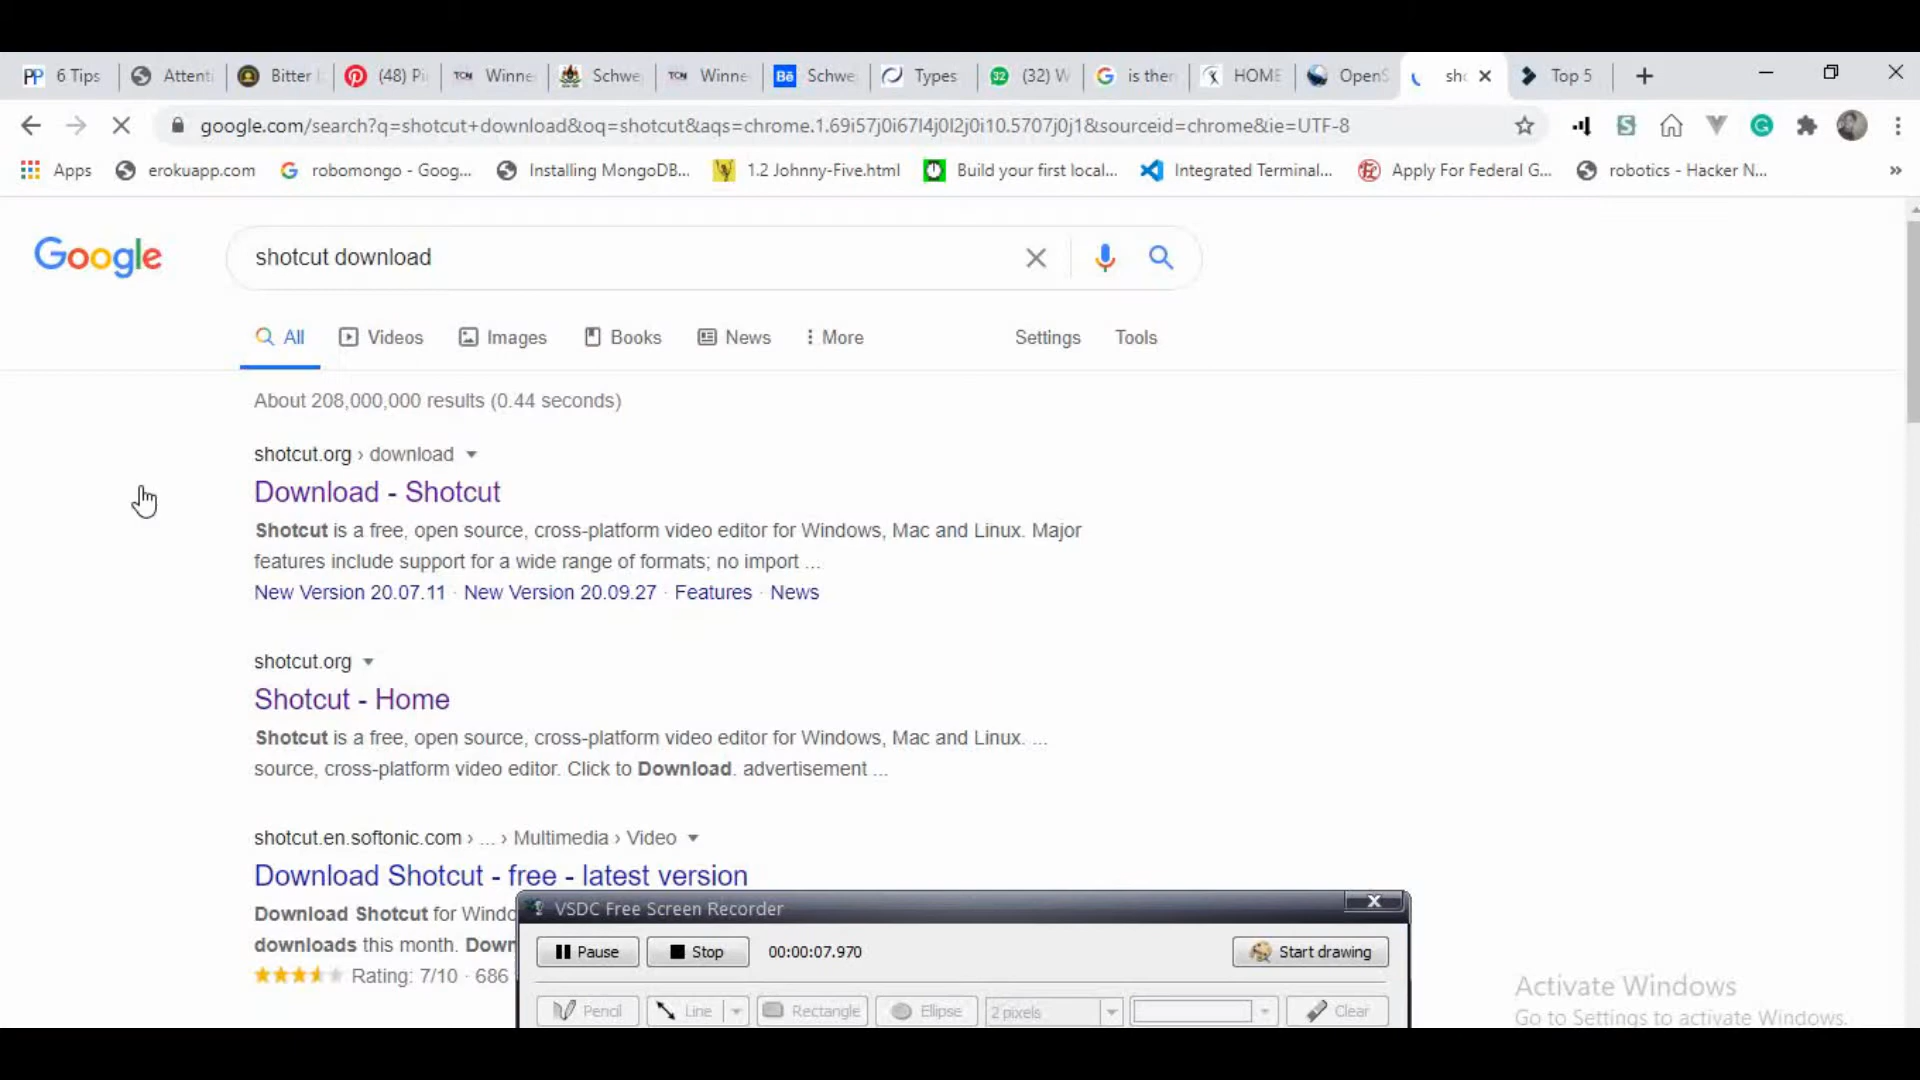 6 Tips Attenti Bitter (48) Pi Winne Schwe Winne Schwe Types (32) W is ther HOME OpenS sho Top 5
google.com/search?q=shotcut+download&oq=shotcut&aqs=chrome.1.69i57j0i67l4j0l2j0i10.5707j0j1&sourceid=chrome&ie=UTF-8
Apps erokuapp.com robomongo - Goog... Installing MongoDB... 1.2 Johnny-Five.html Build your first local... Integrated Terminal... Apply For Federal G... robotics - Hacker N... »
Google shotcut download
All Videos Images Books News More Settings Tools
About 208,000,000 results (0.44 seconds)
shotcut.org › download
Download - Shotcut
Shotcut is a free, open source, cross-platform video editor for Windows, Mac and Linux. Major
features include support for a wide range of formats; no import ...
New Version 20.07.11 · New Version 20.09.27 · Features · News
shotcut.org
Shotcut - Home
Shotcut is a free, open source, cross-platform video editor for Windows, Mac and Linux. ...
source, cross-platform video editor. Click to Download. advertisement ...
shotcut.en.softonic.com › ... › Multimedia › Video
Download Shotcut - free - latest version
Download Shotcut for Windo
downloads this month. Down
Rating: 7/10 · 686
VSDC Free Screen Recorder
Pause Stop 00:00:07.970 Start drawing
Pencil Line Rectangle Ellipse 2 pixels Clear
Activate Windows
Go to Settings to activate Windows.